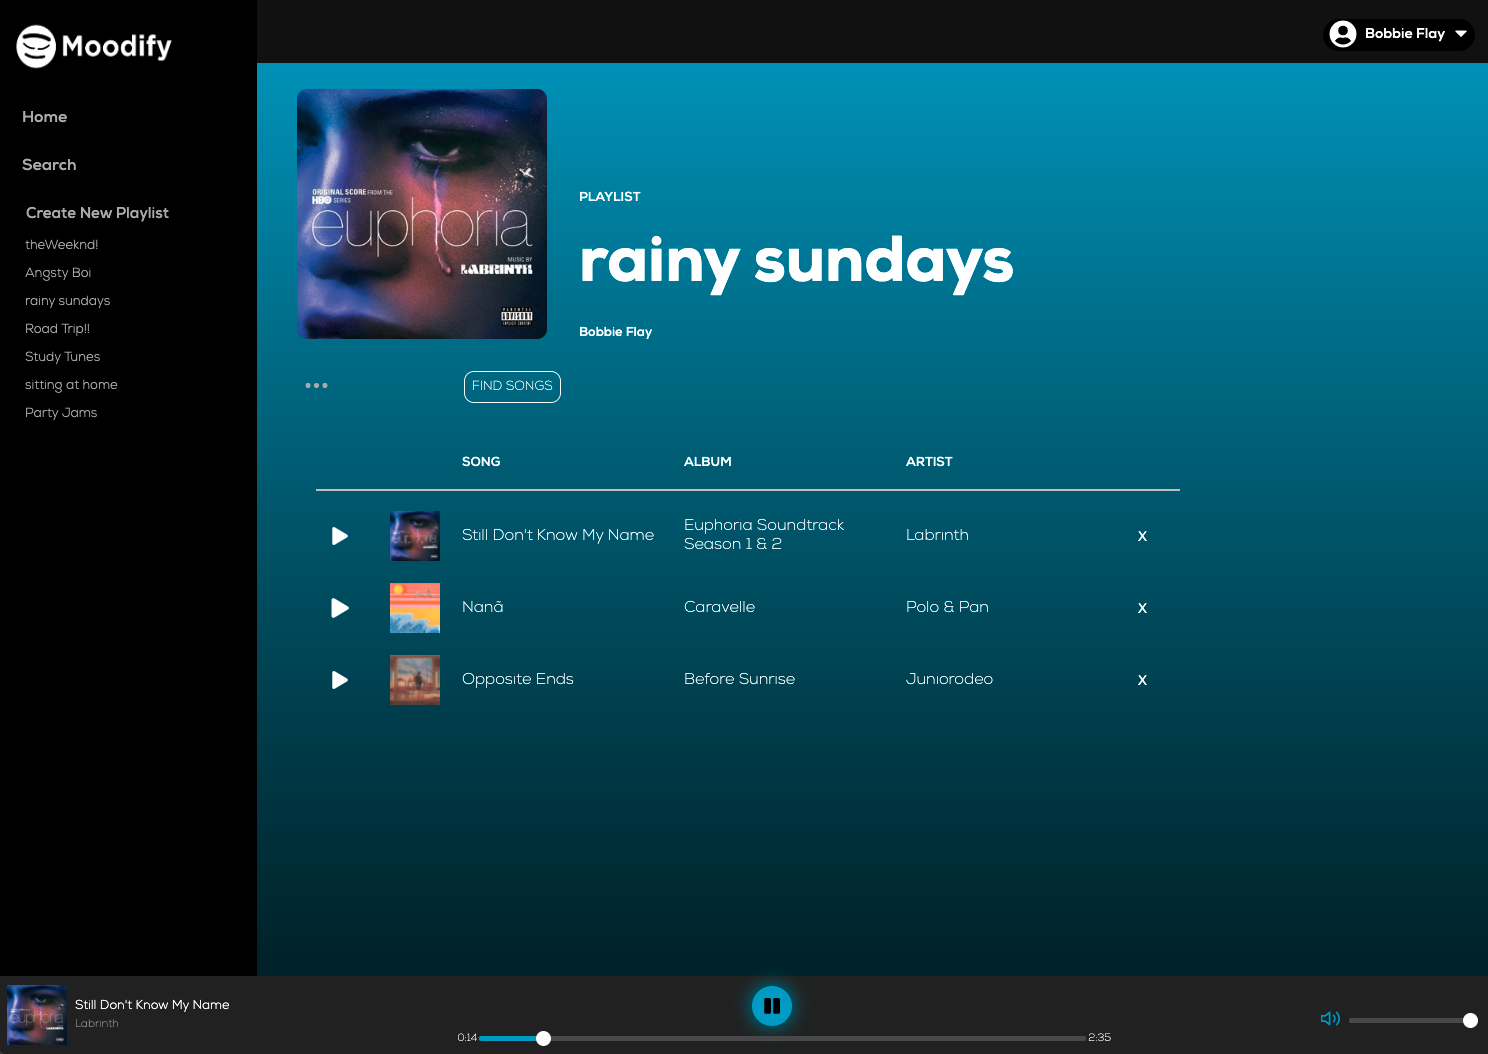 Moodify
Bobbie Flay
Home
Search
Create New Playlist
theWeeknd!
Angsty Boi
rainy sundays
Road Trip!!
Study Tunes
sitting at home
Party Jams
ORIGINAL SCORE FROM THE
HBO SERIES
euphoria
MUSIC BY
LABRINTH
PARENTAL
ADVISORY
EXPLICIT CONTENT
PLAYLIST
rainy sundays
Bobbie Flay
FIND SONGS
SONG ALBUM ARTIST
Still Don't Know My Name Euphoria Soundtrack Season 1 & 2 Labrinth X
Nanã Caravelle Polo & Pan X
Opposite Ends Before Sunrise Juniorodeo X
euphoria
Still Don't Know My Name
Labrinth
0:14 2:35